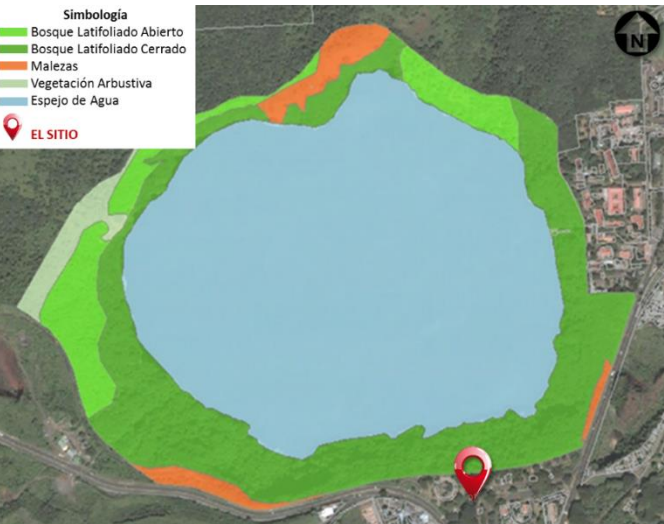 Simbología
Bosque Latifoliado Abierto
Bosque Latifoliado Cerrado
Malezas
Vegetación Arbustiva
Espejo de Agua
EL SITIO
N